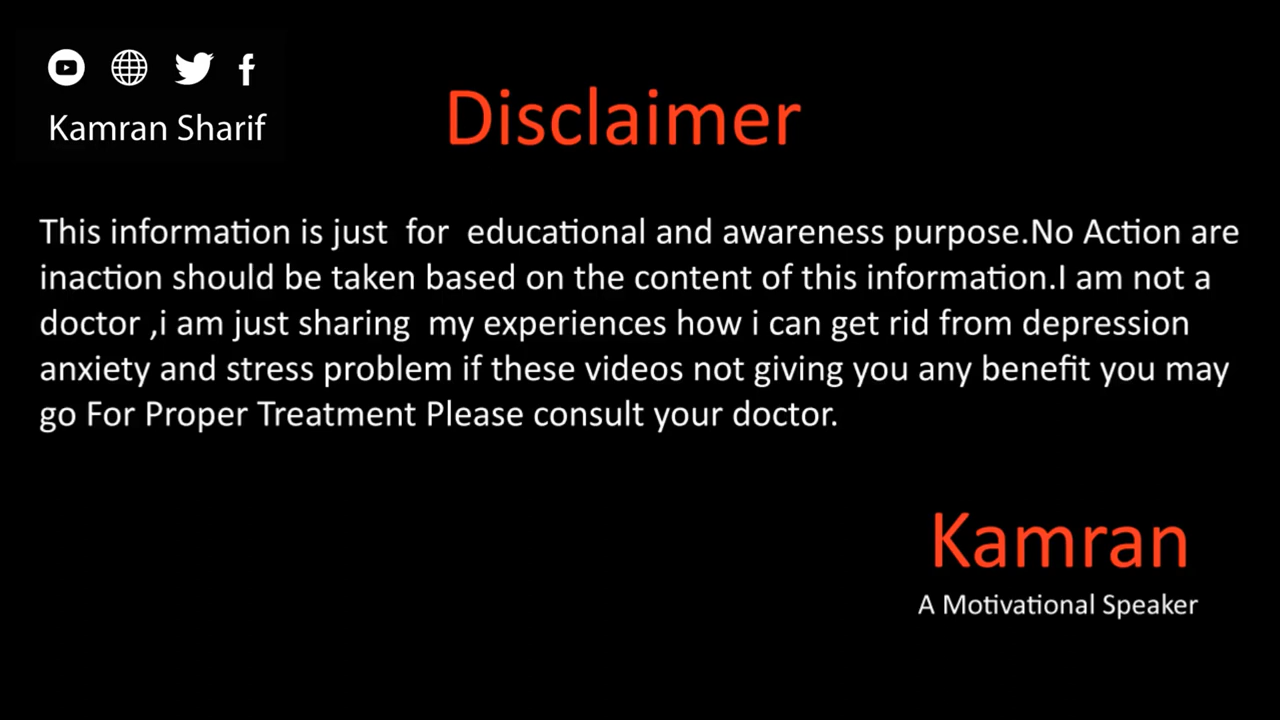 Kamran Sharif
Disclaimer
This information is just  for  educational and awareness purpose.No Action are
inaction should be taken based on the content of this information.I am not a
doctor ,i am just sharing  my experiences how i can get rid from depression
anxiety and stress problem if these videos not giving you any benefit you may
go For Proper Treatment Please consult your doctor.
Kamran
A Motivational Speaker